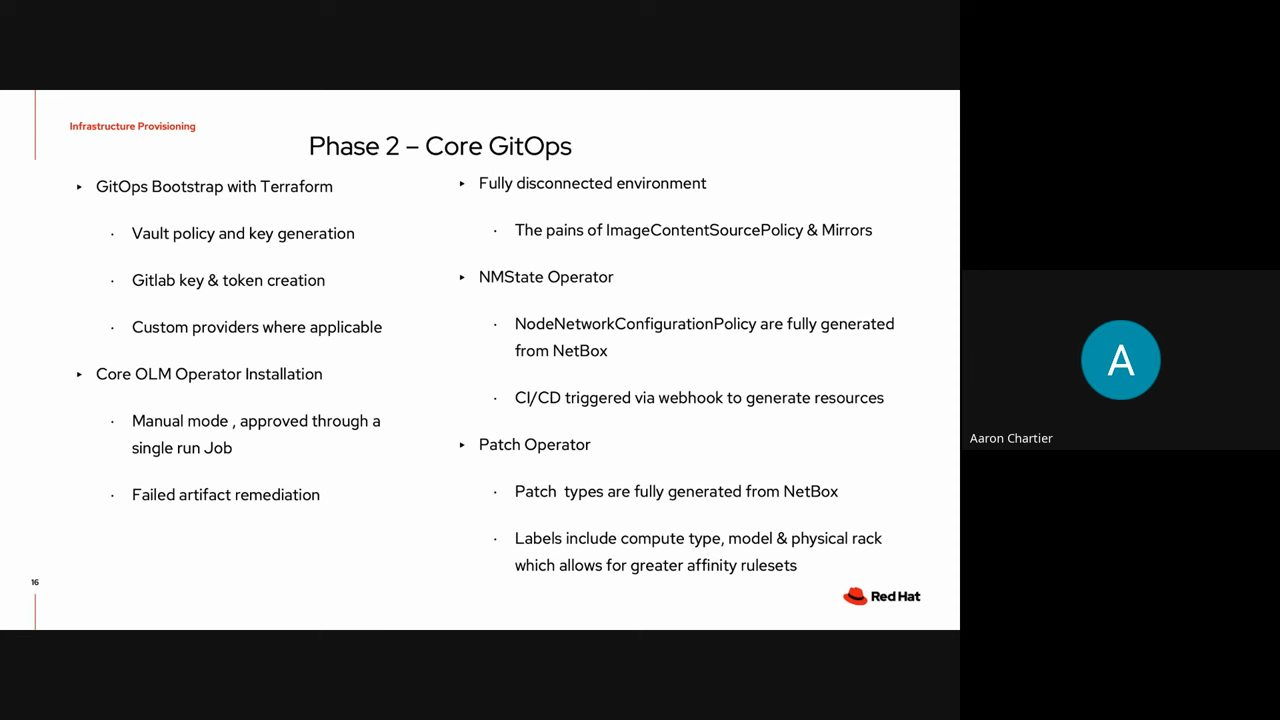 Infrastructure Provisioning
Phase 2 – Core GitOps
‣ GitOps Bootstrap with Terraform
· Vault policy and key generation
· Gitlab key & token creation
· Custom providers where applicable
‣ Core OLM Operator Installation
· Manual mode , approved through a
single run Job
· Failed artifact remediation
‣ Fully disconnected environment
· The pains of ImageContentSourcePolicy & Mirrors
‣ NMState Operator
· NodeNetworkConfigurationPolicy are fully generated
from NetBox
· CI/CD triggered via webhook to generate resources
‣ Patch Operator
· Patch  types are fully generated from NetBox
· Labels include compute type, model & physical rack
which allows for greater affinity rulesets
16
Red Hat
A
Aaron Chartier